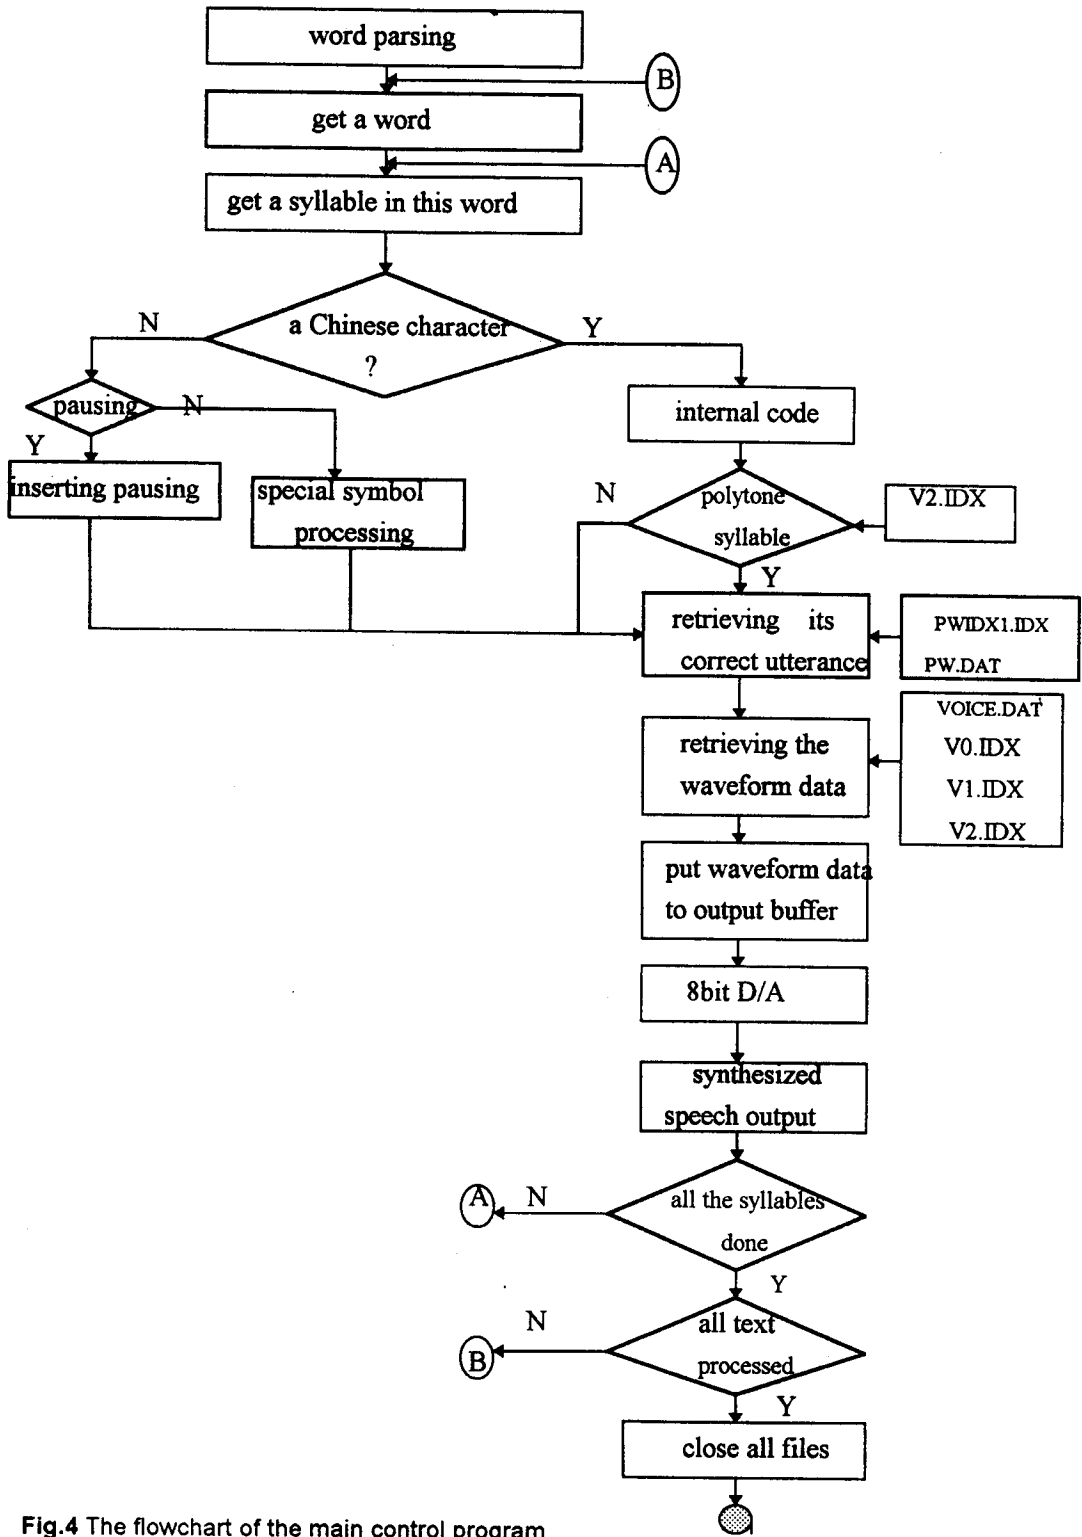 word parsing
B
get a word
A
get a syllable in this word
N
a Chinese character
Y
?
pausing
N
internal code
Y
inserting pausing
special symbol
processing
N
polytone
syllable
V2.IDX
Y
retrieving its
correct utterance
PWIDX1.IDX
PW.DAT
retrieving the
waveform data
VOICE.DAT
V0.IDX
V1.IDX
V2.IDX
put waveform data
to output buffer
8bit D/A
synthesized
speech output
A
N
all the syllables
done
Y
N
all text
B
processed
Y
close all files
Fig.4 The flowchart of the main control program